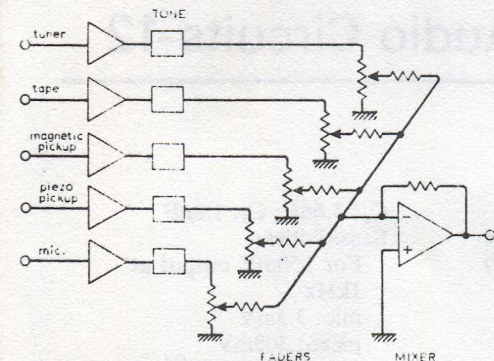 TONE
tuner
tape
magnetic
pickup
piezo
pickup
mic.
FADERS
MIXER